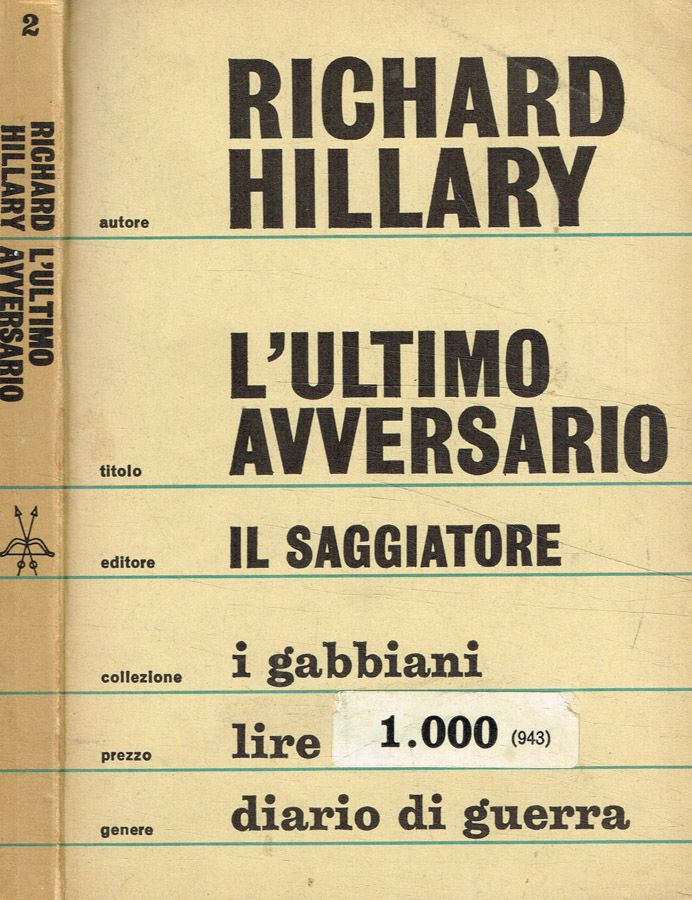 2
RICHARD L'ULTIMO
HILLARY AVVERSARIO
autore
RICHARD
HILLARY
titolo
L'ULTIMO
AVVERSARIO
editore IL SAGGIATORE
collezione i gabbiani
prezzo lire 1.000 (943)
genere diario di guerra